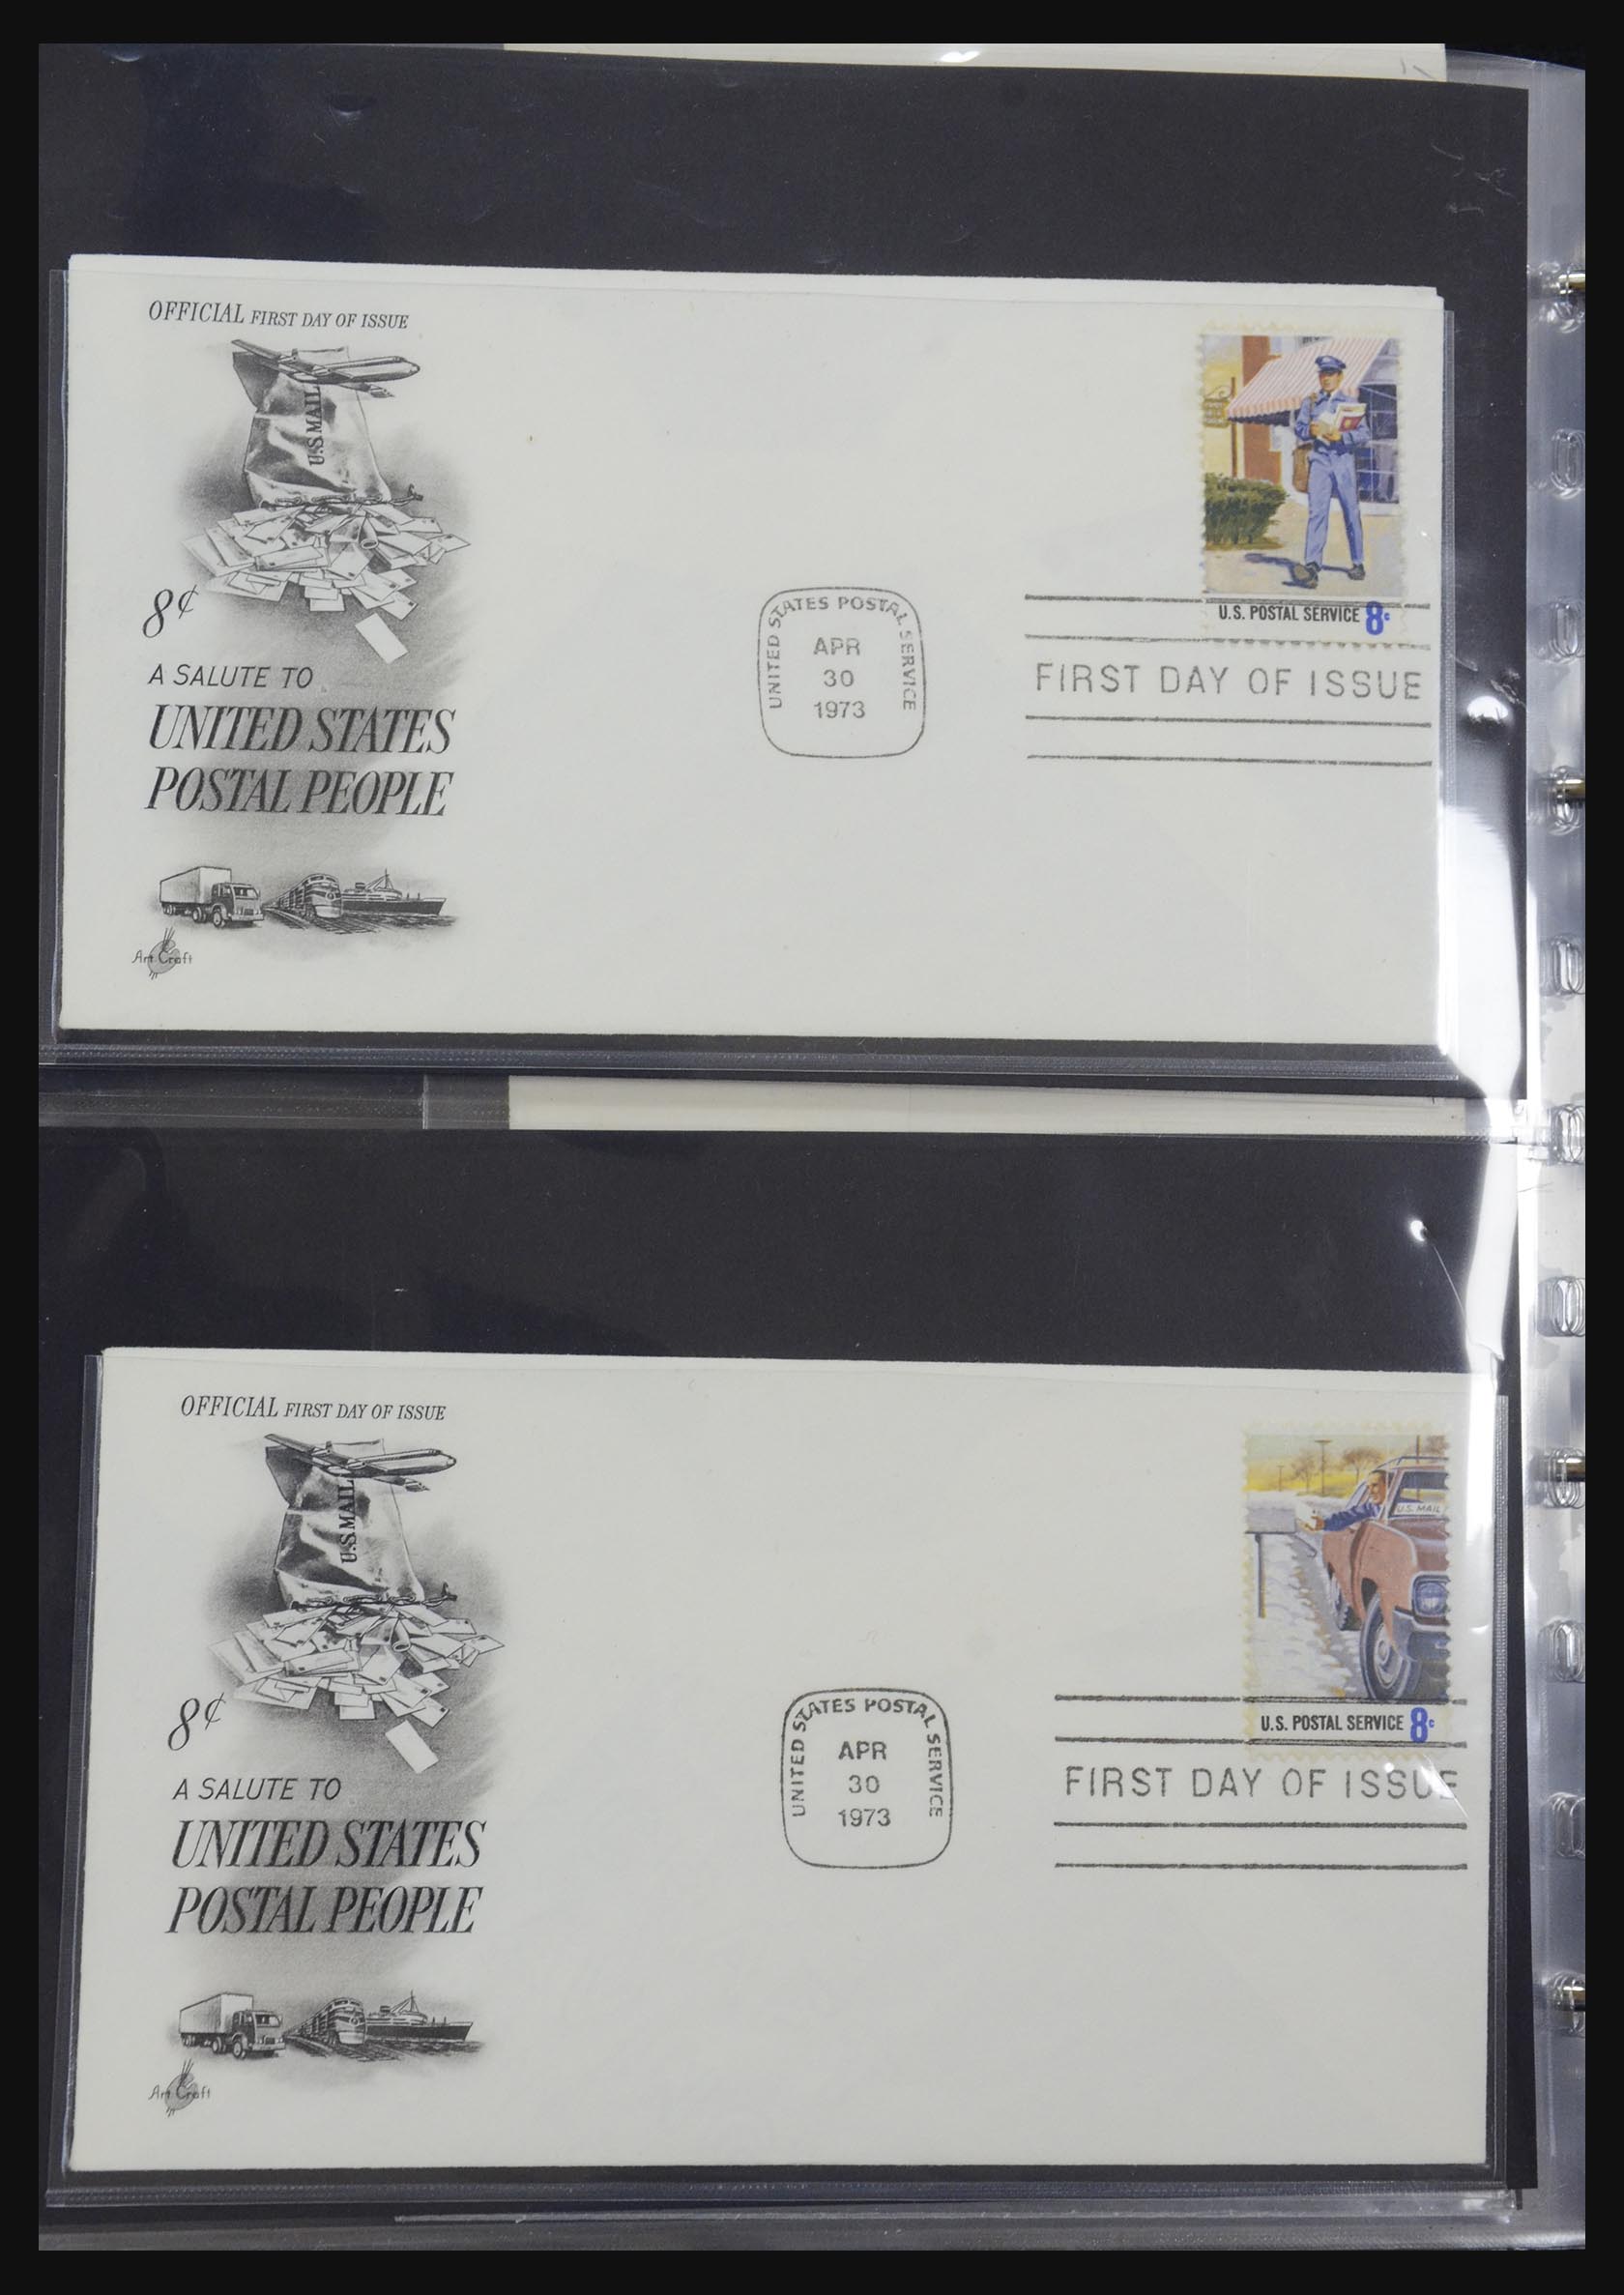 OFFICIAL FIRST DAY OF ISSUE
U.S.MAIL
8¢
A SALUTE TO
UNITED STATES
POSTAL PEOPLE
Art Craft
UNITED STATES POSTAL SERVICE
APR
30
1973
U.S. POSTAL SERVICE 8c
FIRST DAY OF ISSUE
OFFICIAL FIRST DAY OF ISSUE
U.S.MAIL
8¢
A SALUTE TO
UNITED STATES
POSTAL PEOPLE
Art Craft
UNITED STATES POSTAL SERVICE
APR
30
1973
U.S. MAIL
U.S. POSTAL SERVICE 8c
FIRST DAY OF ISSUE